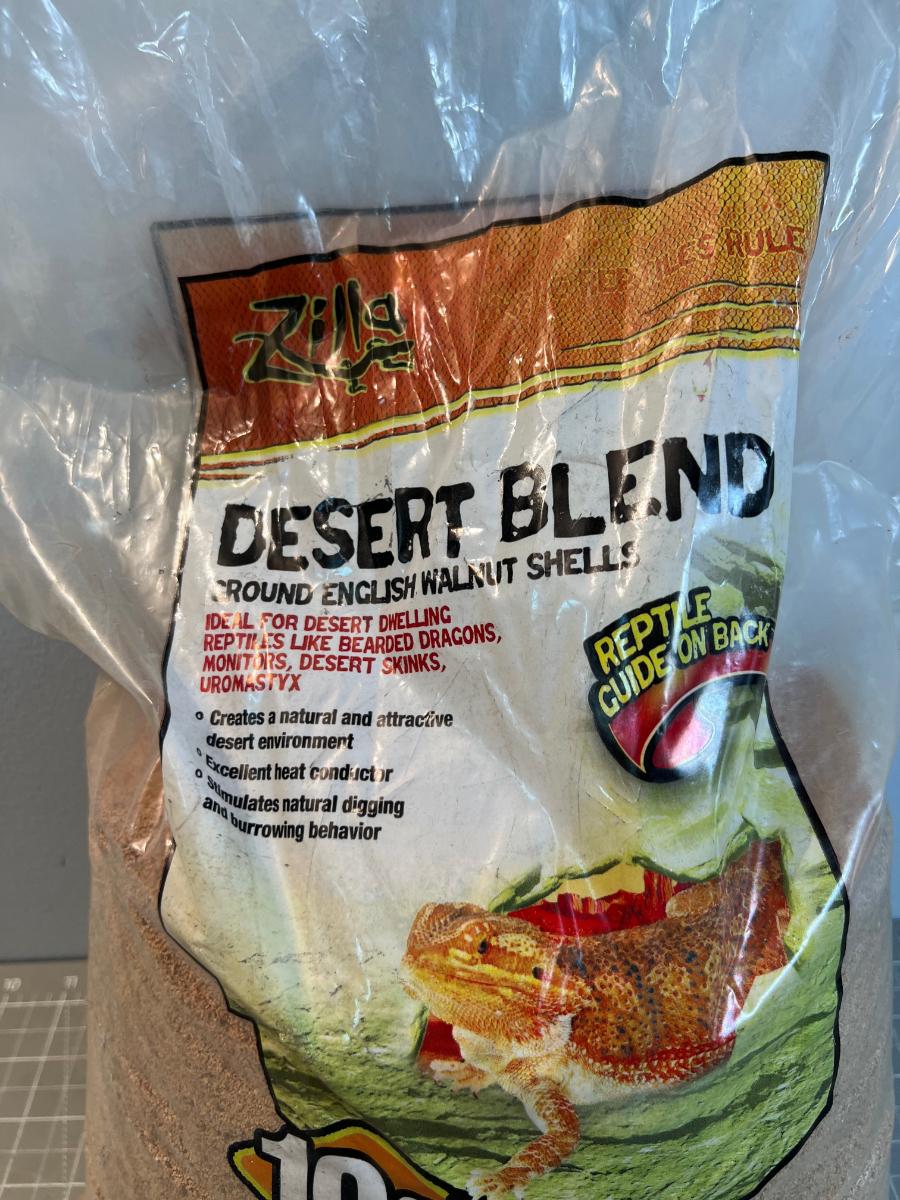 Zilla
REPTILES RULE
DESERT BLEND
GROUND ENGLISH WALNUT SHELLS
IDEAL FOR DESERT DWELLING
REPTILES LIKE BEARDED DRAGONS,
MONITORS, DESERT SKINKS,
UROMASTYX
REPTILE
GUIDE ON BACK
° Creates a natural and attractive
desert environment
° Excellent heat conductor
° Stimulates natural digging
and burrowing behavior
10